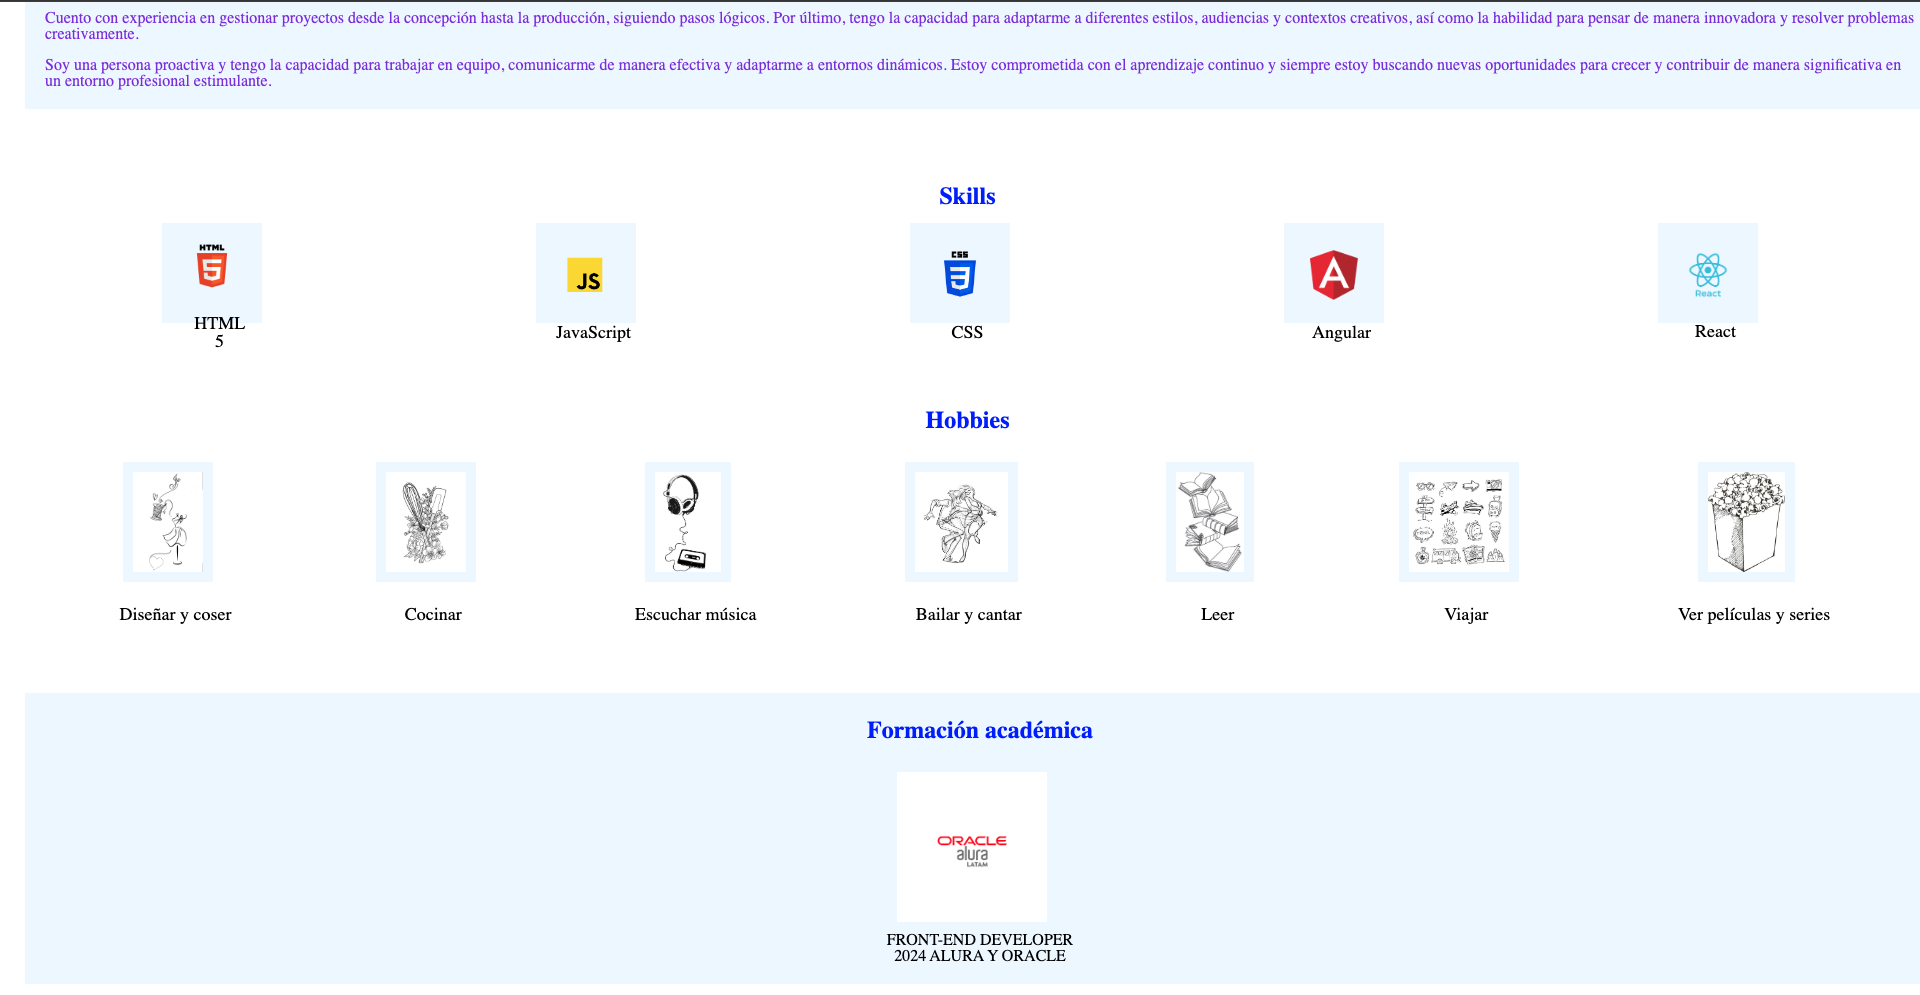 Cuento con experiencia en gestionar proyectos desde la concepción hasta la producción, siguiendo pasos lógicos. Por último, tengo la capacidad para adaptarme a diferentes estilos, audiencias y contextos creativos, así como la habilidad para pensar de manera innovadora y resolver problemas
creativamente.
Soy una persona proactiva y tengo la capacidad para trabajar en equipo, comunicarme de manera efectiva y adaptarme a entornos dinámicos. Estoy comprometida con el aprendizaje continuo y siempre estoy buscando nuevas oportunidades para crecer y contribuir de manera significativa en
un entorno profesional estimulante.
Skills
HTML
5
JS
CSS
3
A
React
HTML
5
JavaScript
CSS
Angular
React
Hobbies
Diseñar y coser
Cocinar
Escuchar música
Bailar y cantar
Leer
Viajar
Ver películas y series
Formación académica
ORACLE
alura
LATAM
FRONT-END DEVELOPER
2024 ALURA Y ORACLE